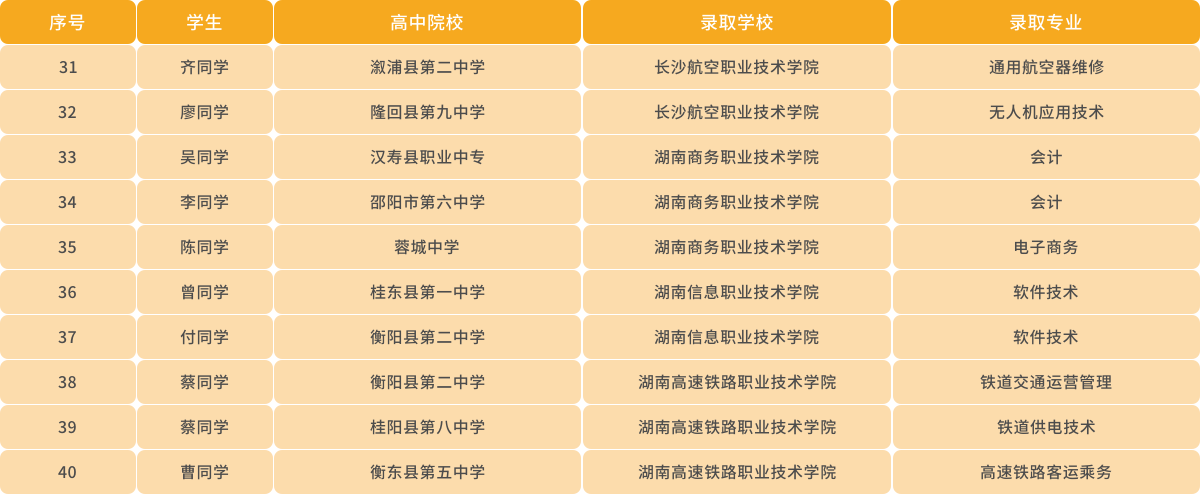 序号 学生 高中院校 录取学校 录取专业
31 齐同学 溆浦县第二中学 长沙航空职业技术学院 通用航空器维修
32 廖同学 隆回县第九中学 长沙航空职业技术学院 无人机应用技术
33 吴同学 汉寿县职业中专 湖南商务职业技术学院 会计
34 李同学 邵阳市第六中学 湖南商务职业技术学院 会计
35 陈同学 蓉城中学 湖南商务职业技术学院 电子商务
36 曾同学 桂东县第一中学 湖南信息职业技术学院 软件技术
37 付同学 衡阳县第二中学 湖南信息职业技术学院 软件技术
38 蔡同学 衡阳县第二中学 湖南高速铁路职业技术学院 铁道交通运营管理
39 蔡同学 桂阳县第八中学 湖南高速铁路职业技术学院 铁道供电技术
40 曹同学 衡东县第五中学 湖南高速铁路职业技术学院 高速铁路客运乘务